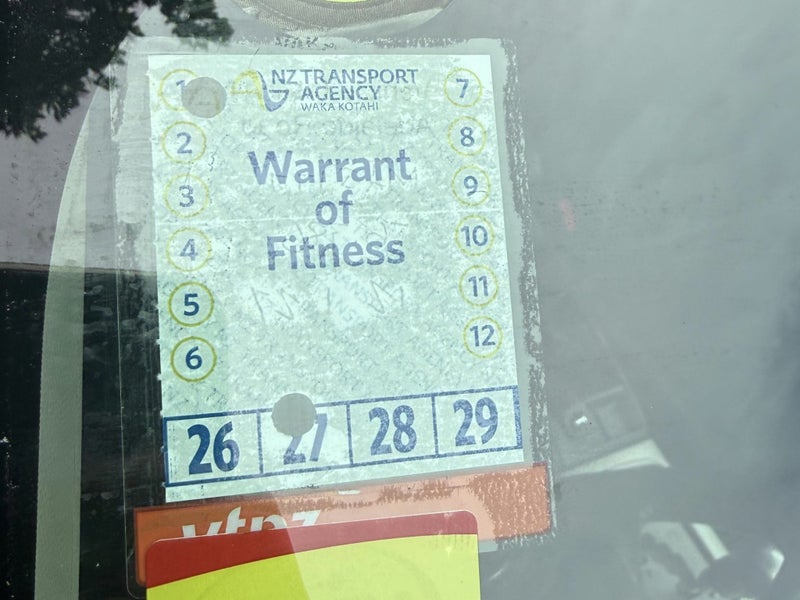 NZ TRANSPORT
AGENCY
WAKA KOTAHI
1 7
2 8
3 9
4 10
5 11
6 12
Warrant
of
Fitness
26 27 28 29
vtnz